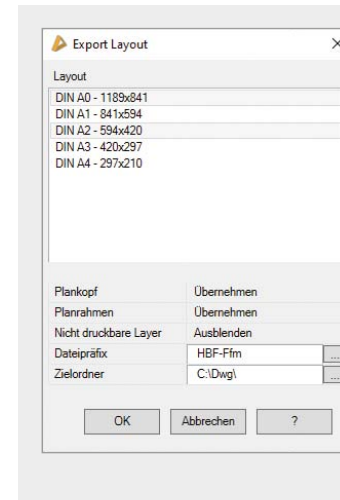 Export Layout
Layout
DIN A0 - 1189x841
DIN A1 - 841x594
DIN A2 - 594x420
DIN A3 - 420x297
DIN A4 - 297x210
Plankopf Übernehmen
Planrahmen Übernehmen
Nicht druckbare Layer Ausblenden
Dateipräfix HBF-Ffm ...
Zielordner C:\Dwg\ ...
OK Abbrechen ?